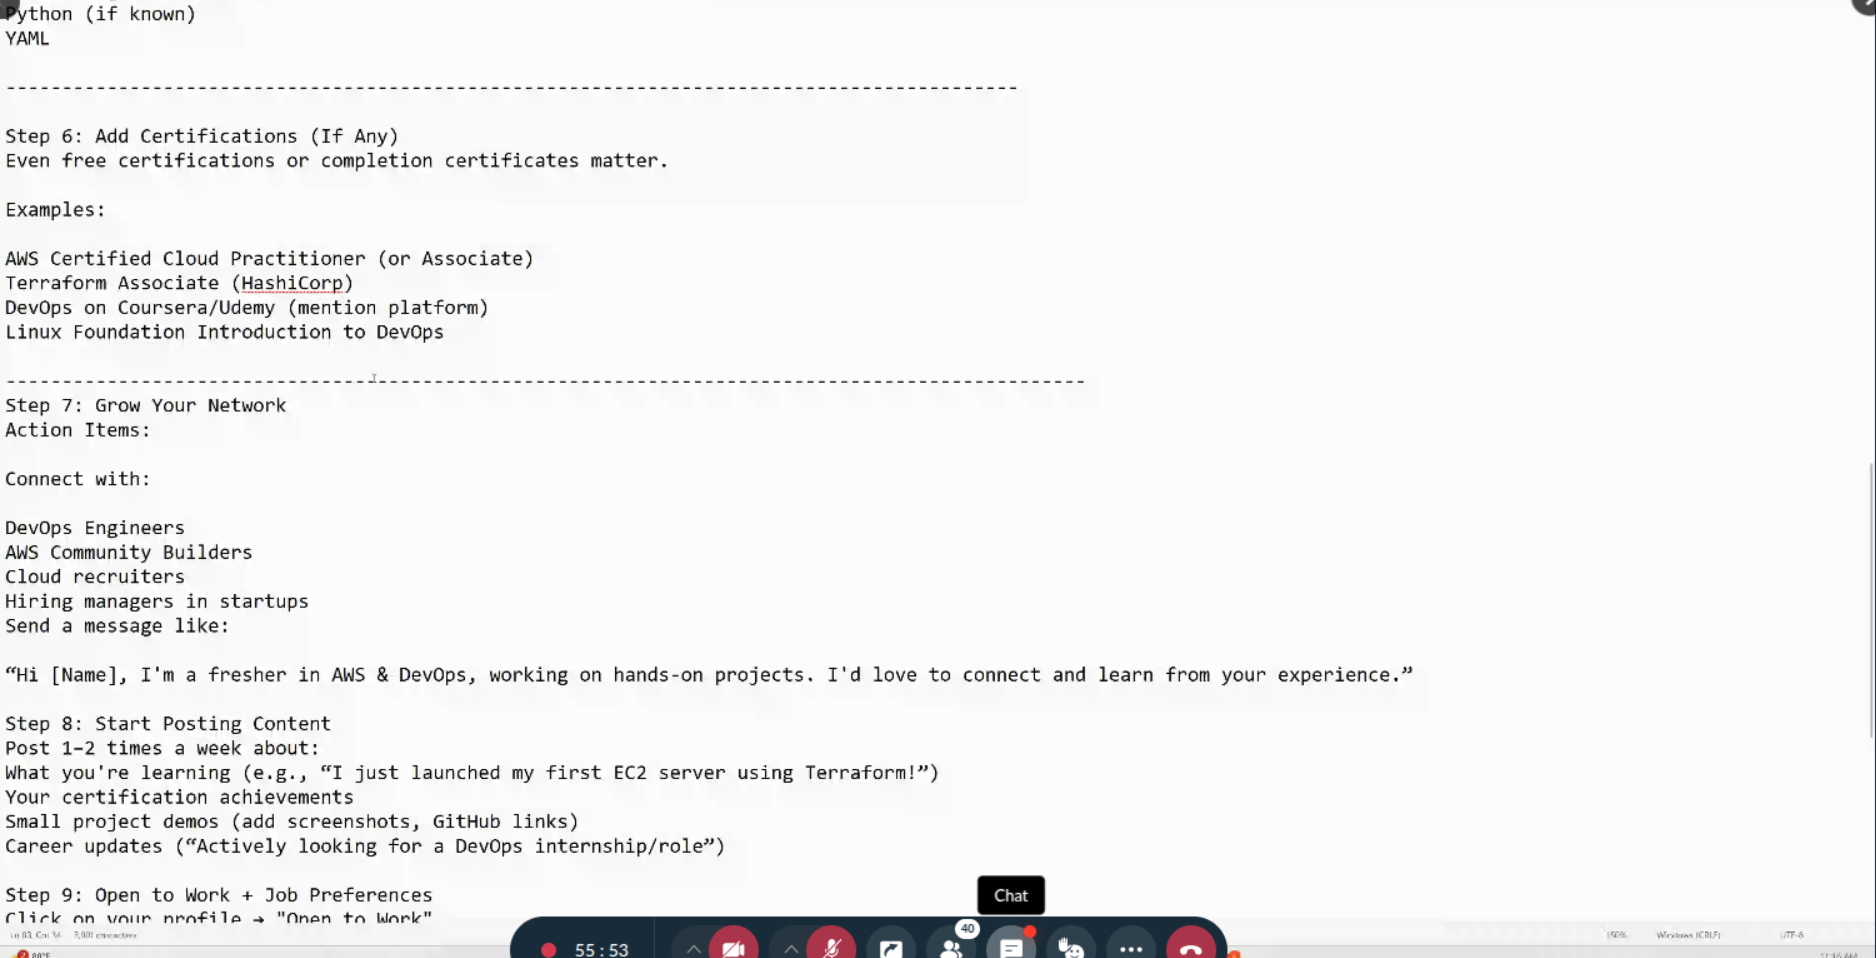 Python (if known)
YAML
------------------------------------------------------------------------------------------
Step 6: Add Certifications (If Any)
Even free certifications or completion certificates matter.
Examples:
AWS Certified Cloud Practitioner (or Associate)
Terraform Associate (HashiCorp)
DevOps on Coursera/Udemy (mention platform)
Linux Foundation Introduction to DevOps
------------------------------------------------------------------------------------------------
Step 7: Grow Your Network
Action Items:
Connect with:
DevOps Engineers
AWS Community Builders
Cloud recruiters
Hiring managers in startups
Send a message like:
“Hi [Name], I'm a fresher in AWS & DevOps, working on hands-on projects. I'd love to connect and learn from your experience.”
Step 8: Start Posting Content
Post 1–2 times a week about:
What you're learning (e.g., “I just launched my first EC2 server using Terraform!”)
Your certification achievements
Small project demos (add screenshots, GitHub links)
Career updates (“Actively looking for a DevOps internship/role”)
Step 9: Open to Work + Job Preferences
Click on your profile → "Open to Work"
Chat
40
55:53
Ln 83, Col 34 3,901 characters
150% Windows (CRLF) UTF-8